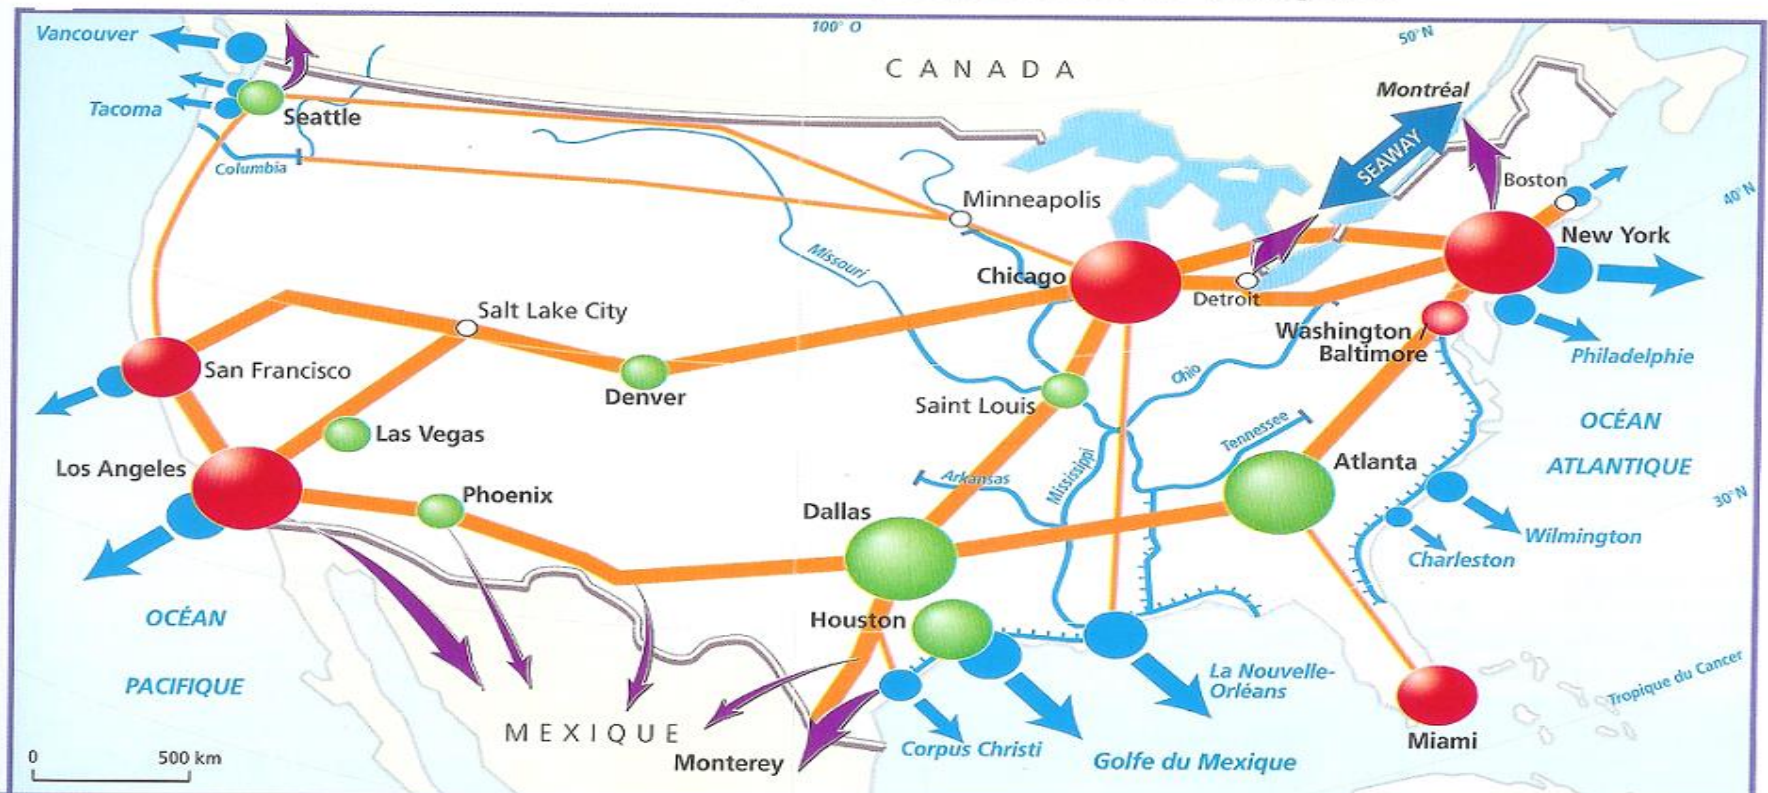 100° O
50° N
Vancouver
CANADA
Montréal
Tacoma
Seattle
SEAWAY
Columbia
Boston
40° N
Minneapolis
New York
Missouri
Chicago
Detroit
Salt Lake City
Washington /
Baltimore
Philadelphie
San Francisco
Denver
Ohio
Saint Louis
Las Vegas
Tennessee
OCÉAN
ATLANTIQUE
Los Angeles
Atlanta
Arkansas
Mississippi
Phoenix
30° N
Dallas
Wilmington
Charleston
OCÉAN
PACIFIQUE
Houston
La Nouvelle-
Orléans
Tropique du Cancer
MEXIQUE
Monterey
Corpus Christi
Golfe du Mexique
Miami
0 500 km